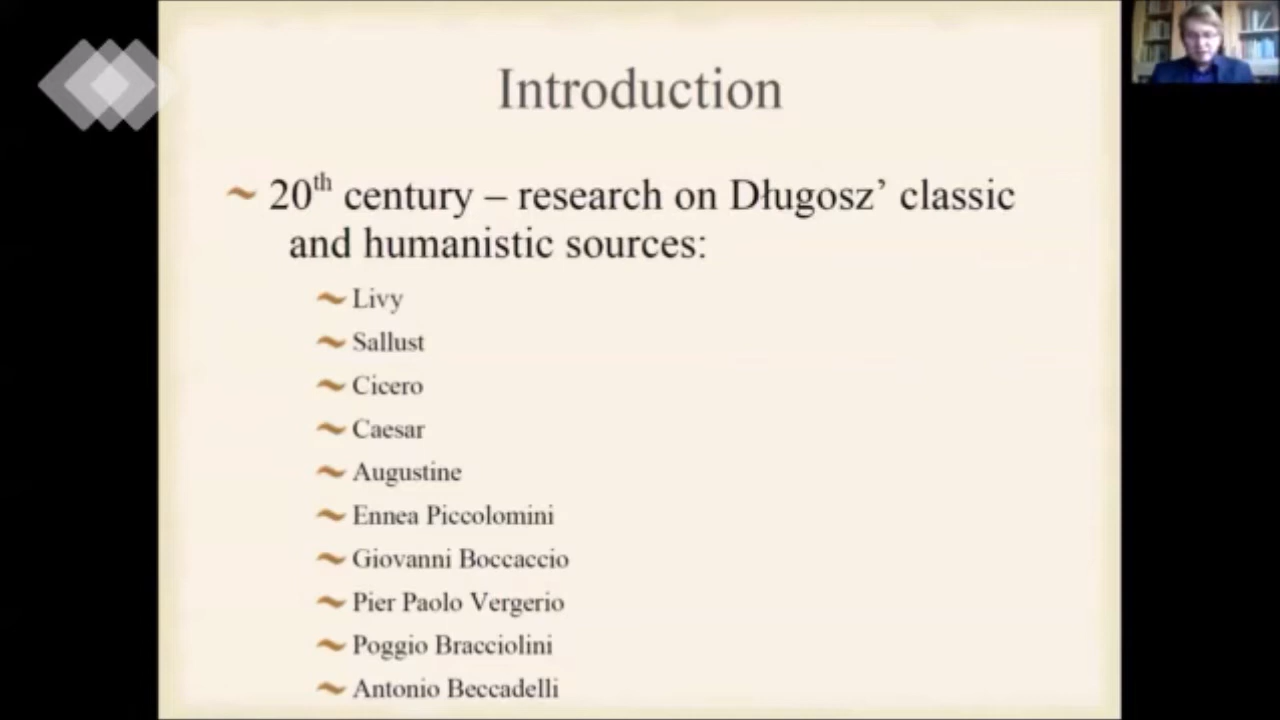 Introduction
20th century – research on Długosz’ classic
and humanistic sources:
Livy
Sallust
Cicero
Caesar
Augustine
Ennea Piccolomini
Giovanni Boccaccio
Pier Paolo Vergerio
Poggio Bracciolini
Antonio Beccadelli